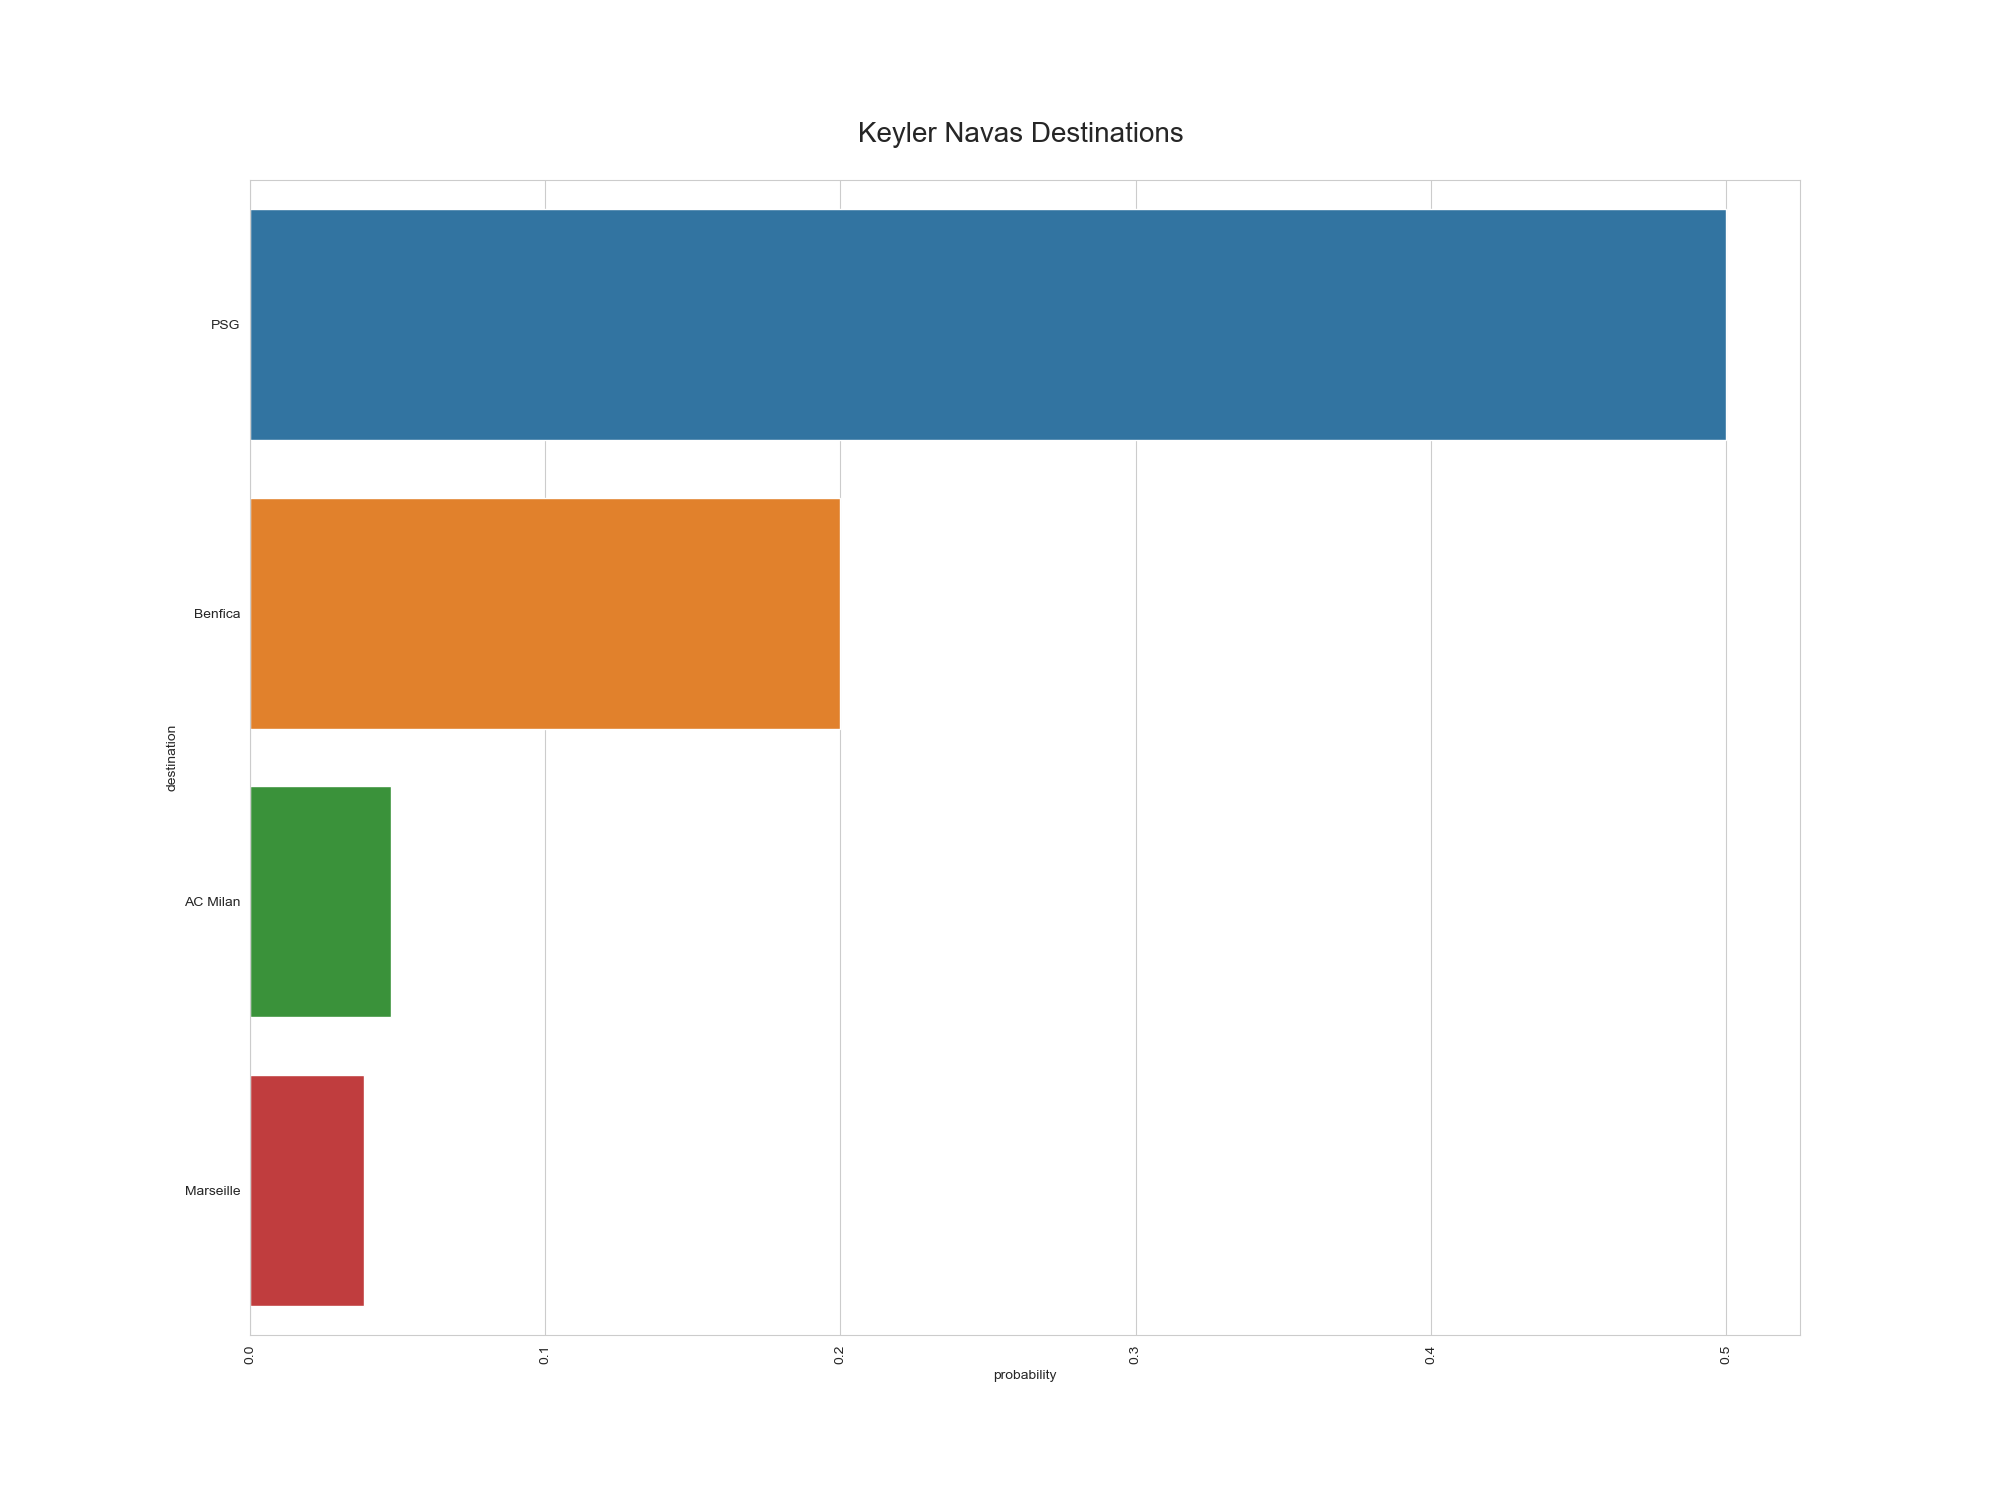 Keyler Navas Destinations
PSG
Benfica
AC Milan
Marseille
destination
0.0
0.1
0.2
0.3
0.4
0.5
probability